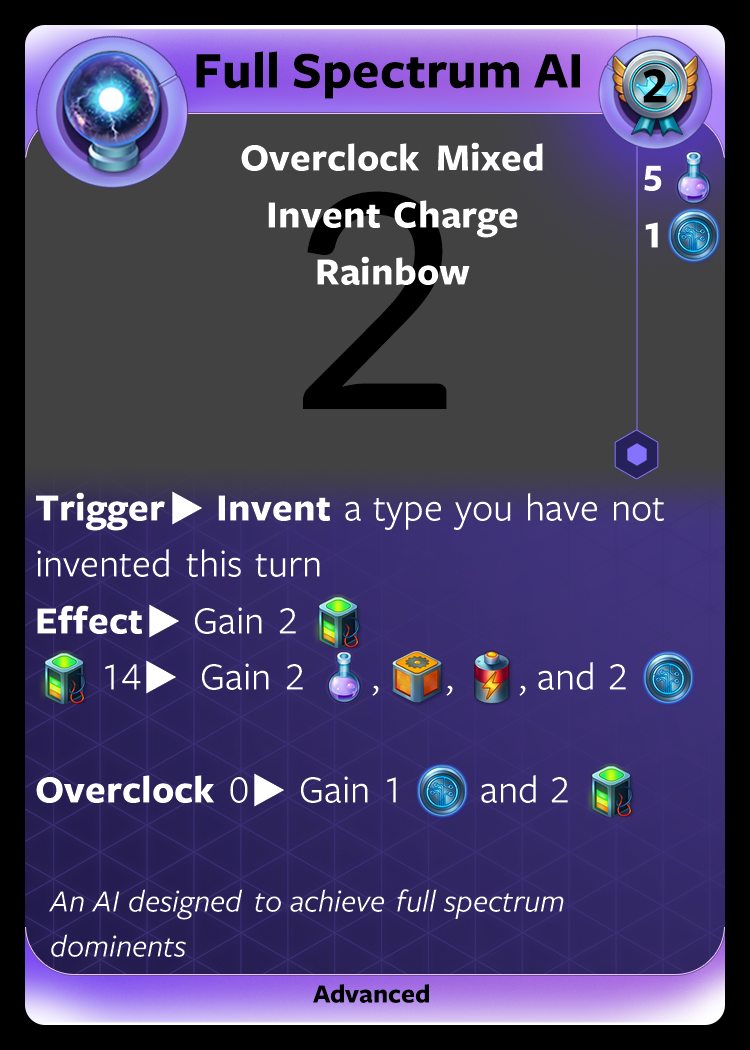 Full Spectrum AI
2
Overclock Mixed
Invent Charge
Rainbow
5
1
2
Trigger▶ Invent a type you have not
invented this turn
Effect▶ Gain 2
14▶ Gain 2 , , , and 2
Overclock 0▶ Gain 1 and 2
An AI designed to achieve full spectrum
dominents
Advanced